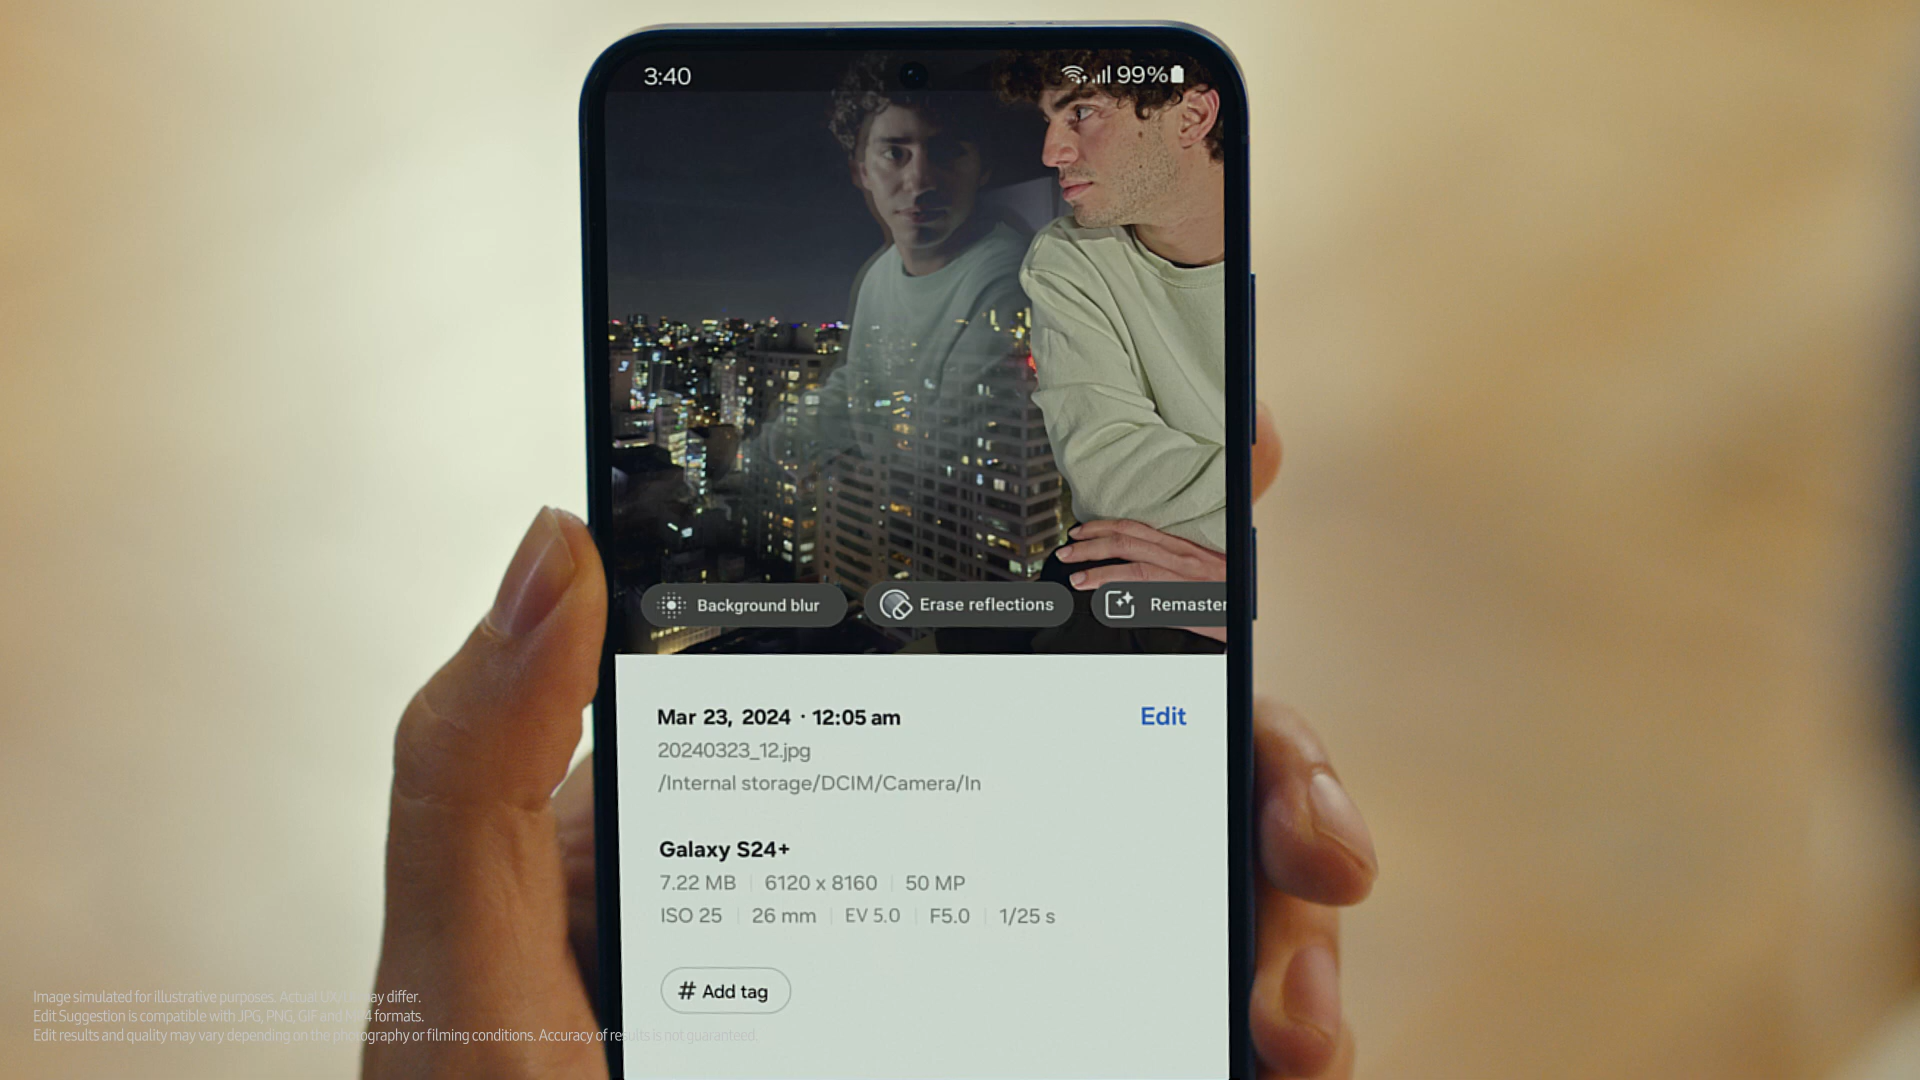 3:40
99%
Background blur
Erase reflections
Remaster
Mar 23, 2024 · 12:05 am
Edit
20240323_12.jpg
/Internal storage/DCIM/Camera/In
Galaxy S24+
7.22 MB | 6120 x 8160 | 50 MP
ISO 25 | 26 mm | EV 5.0 | F5.0 | 1/25 s
# Add tag
Image simulated for illustrative purposes. Actual may differ.
Edit Suggestion is compatible with JPG, PNG, GIF and MP4 formats.
Edit results and quality may vary depending on the photography or filming conditions. Accuracy of results is not guaranteed.